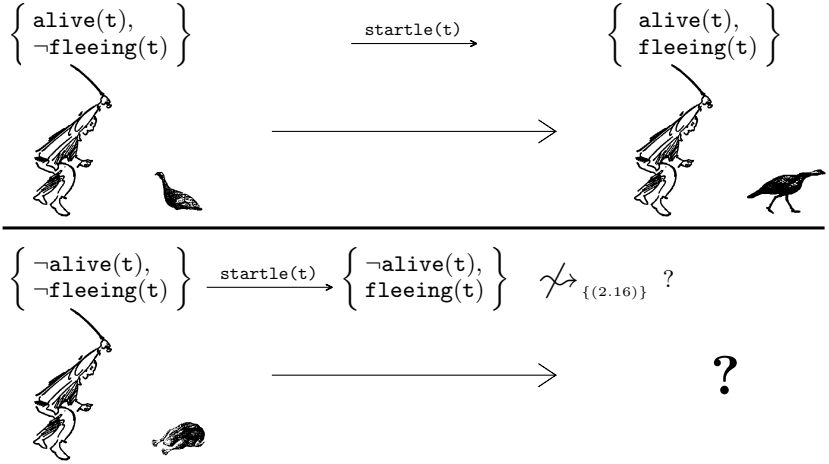 { alive(t), ¬fleeing(t) } startle(t) { alive(t), fleeing(t) }
{ ¬alive(t), ¬fleeing(t) } startle(t) { ¬alive(t), fleeing(t) } ↝̸ {(2.16)} ?
?